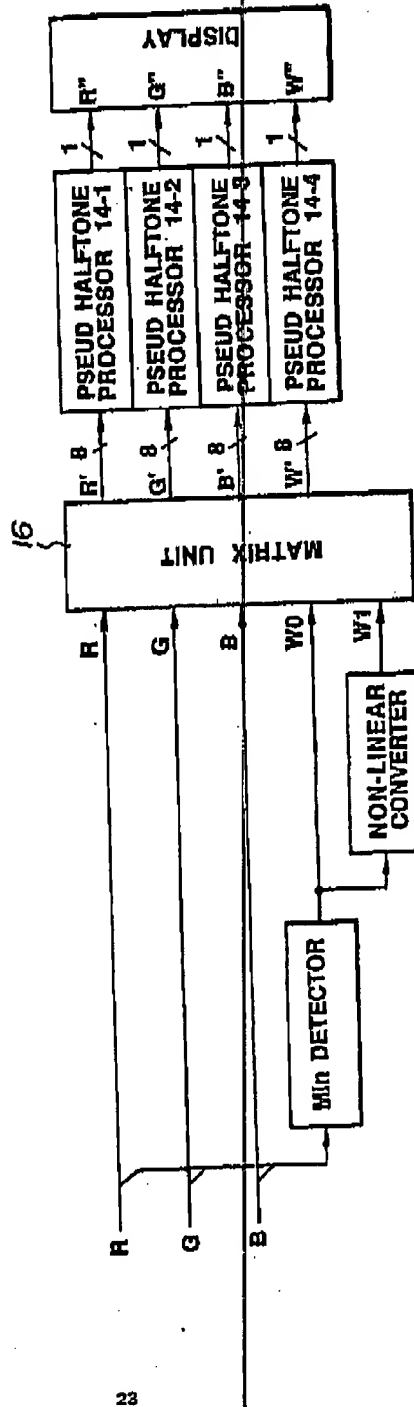 R
G
B
Min DETECTOR
NON-LINEAR
CONVERTER
R
G
B
W0
W1
16
MATRIX UNIT
R' 8
G' 8
B' 8
W' 8
PSEUD HALFTONE
PROCESSOR 14-1
PSEUD HALFTONE
PROCESSOR 14-2
PSEUD HALFTONE
PROCESSOR 14-3
PSEUD HALFTONE
PROCESSOR 14-4
1
1
1
1
R"
G"
B"
W"
DISPLAY
23